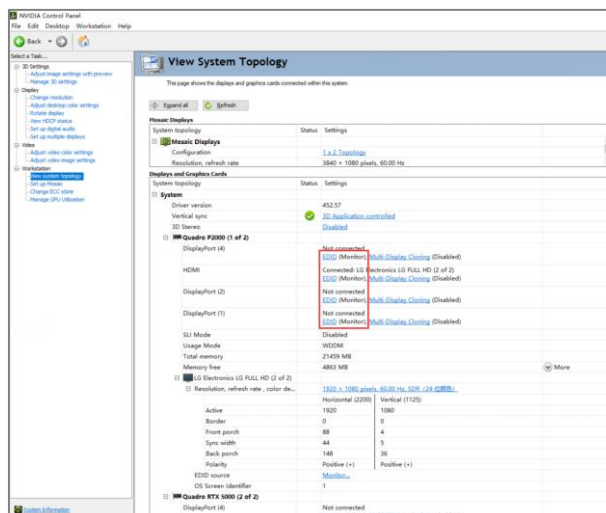 NVIDIA Control Panel
File Edit Desktop Workstation Help
Back
Select a Task...
3D Settings
Adjust image settings with preview
Manage 3D settings
Display
Change resolution
Adjust desktop color settings
Rotate display
View HDCP status
Set up digital audio
Set up multiple displays
Video
Adjust video color settings
Adjust video image settings
Workstation
View system topology
Set up Mosaic
Change ECC state
Manage GPU Utilization
System Information
View System Topology
This page shows the displays and graphics cards connected within this system.
Expand all Refresh
Mosaic Displays
System topology Status Settings
Mosaic Displays
Configuration 1 x 2 Topology
Resolution, refresh rate 3840 × 1080 pixels, 60.00 Hz
Displays and Graphics Cards
System topology Status Settings
System
Driver version 452.57
Vertical sync 3D Application controlled
3D Stereo Disabled
Quadro P2000 (1 of 2)
DisplayPort (4) Not connected
EDID (Monitor), Multi-Display Cloning (Disabled)
HDMI Connected: LG Electronics LG FULL HD (2 of 2)
EDID (Monitor), Multi-Display Cloning (Disabled)
DisplayPort (2) Not connected
EDID (Monitor), Multi-Display Cloning (Disabled)
DisplayPort (1) Not connected
EDID (Monitor), Multi-Display Cloning (Disabled)
SLI Mode Disabled
Usage Mode WDDM
Total memory 21459 MB
Memory free 4863 MB More
LG Electronics LG FULL HD (2 of 2)
Resolution, refresh rate , color de... 1920 × 1080 pixels, 60.00 Hz, SDR, (24
Horizontal (2200) Vertical (1125)
Active 1920 1080
Border 0 0
Front porch 88 4
Sync width 44 5
Back porch 148 36
Polarity Positive (+) Positive (+)
EDID source Monitor...
OS Screen Identifier 1
Quadro RTX 5000 (2 of 2)
DisplayPort (4) Not connected